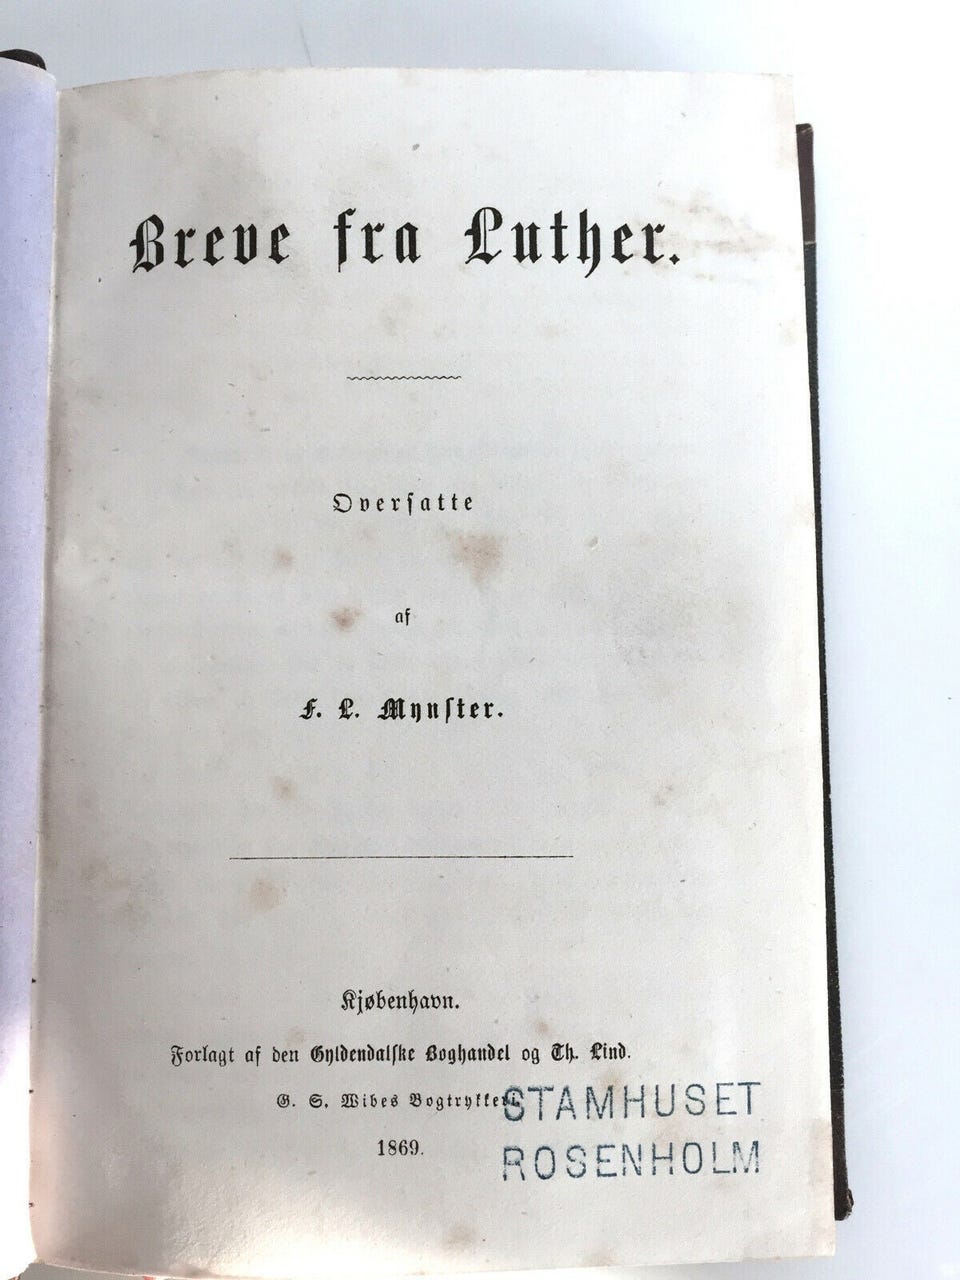 Breve fra Luther.
Oversatte
af
F. L. Mynster.
Kjøbenhavn.
Forlagt af den Gyldendalske Boghandel og Th. Lind.
G. S. Wibes Bogtrykkeri.
1869.
STAMHUSET
ROSENHOLM